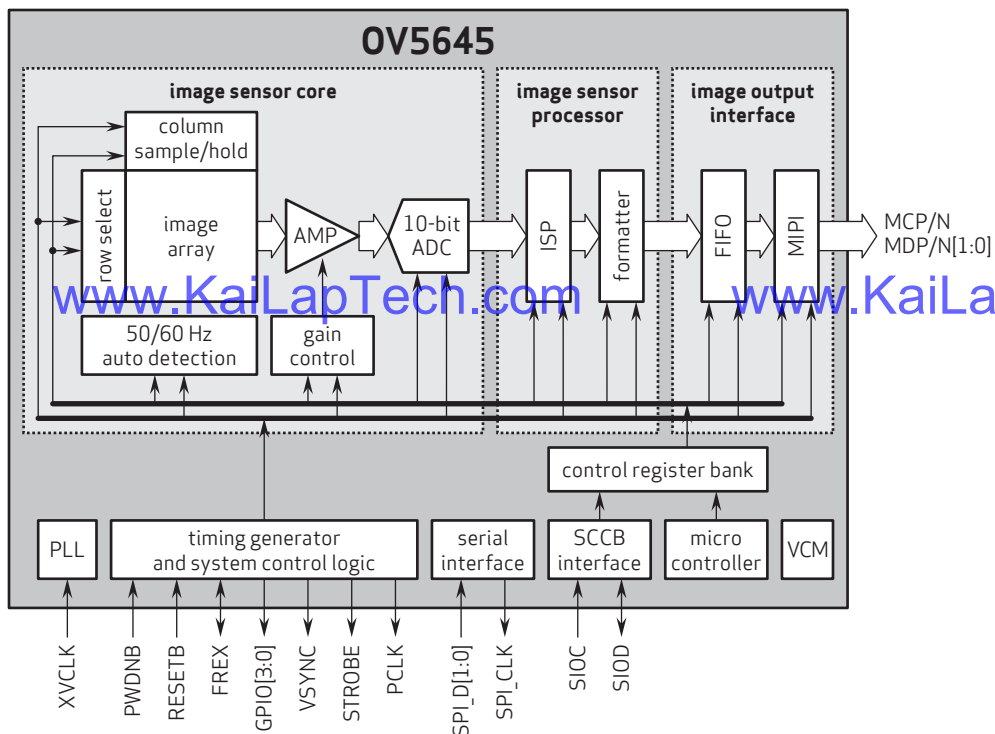 OV5645
image sensor core
image sensor
processor
image output
interface
column
sample/hold
row select
image
array
AMP
10-bit
ADC
ISP
formatter
FIFO
MIPI
MCP/N
MDP/N[1:0]
www.KaiLapTech.com
www.KaiLa
50/60 Hz
auto detection
gain
control
control register bank
PLL
timing generator
and system control logic
serial
interface
SCCB
interface
micro
controller
VCM
XVCLK
PWDNB
RESETB
FREX
GPIO[3:0]
VSYNC
STROBE
PCLK
SPI_D[1:0]
SPI_CLK
SIOC
SIOD